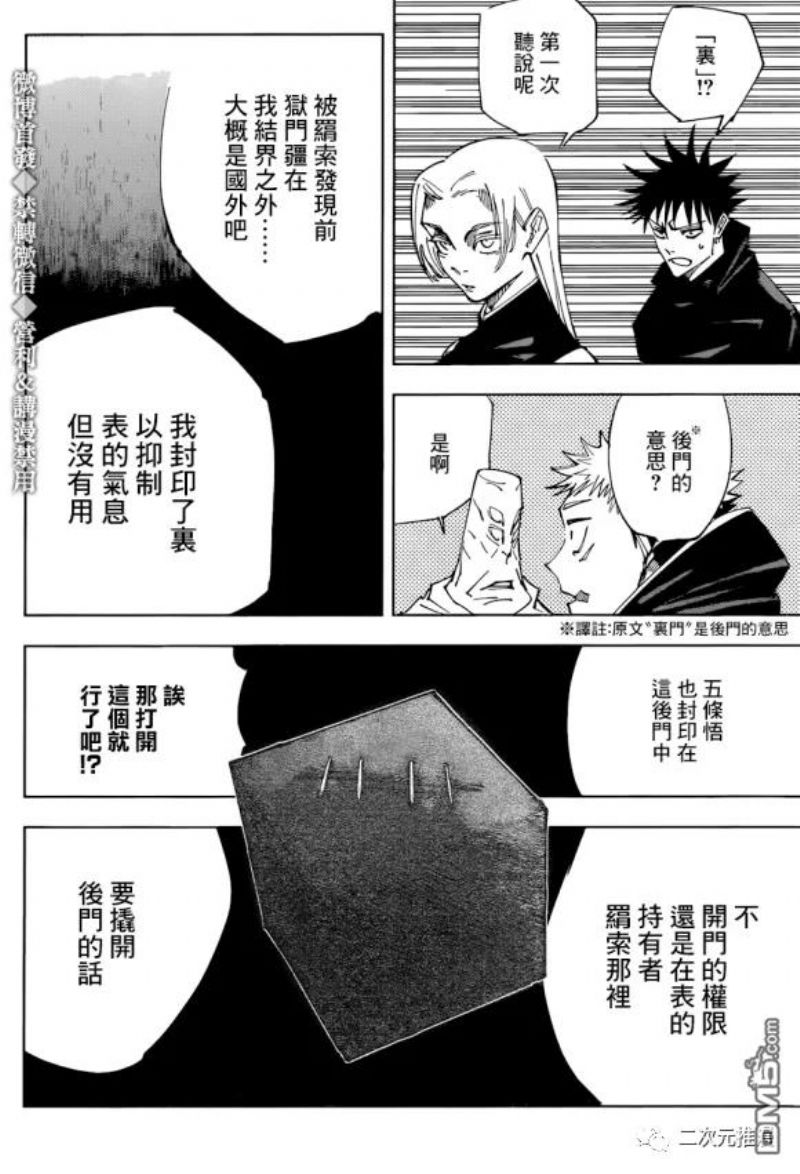 「裏」!?
第一次
聽說呢
被羂索發現前
獄門疆在
我結界之外……
大概是國外吧
※後門的
意思?
是啊
※譯註:原文〝裏門〞是後門的意思
我封印了裏
以抑制
表的氣息
但沒有用
五條悟
也封印在
這後門中
誒
那打開
這個就
行了吧!?
不
開門的權限
還是在表的
持有者
羂索那裡
要撬開
後門的話
微博首發◆禁轉微信◆營利&講漫禁用
DM5.com
二次元推